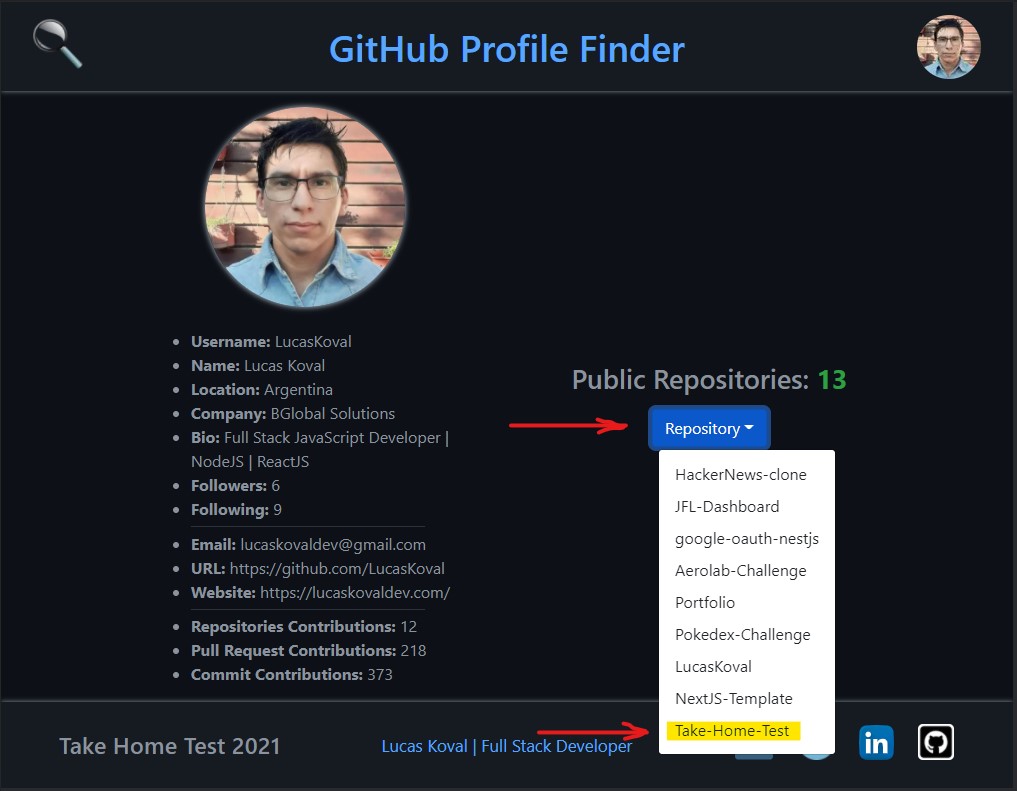 GitHub Profile Finder
Username: LucasKoval
Name: Lucas Koval
Location: Argentina
Company: BGlobal Solutions
Bio: Full Stack JavaScript Developer |
NodeJS | ReactJS
Followers: 6
Following: 9
Email: lucaskovaldev@gmail.com
URL: https://github.com/LucasKoval
Website: https://lucaskovaldev.com/
Repositories Contributions: 12
Pull Request Contributions: 218
Commit Contributions: 373
Public Repositories: 13
Repository
HackerNews-clone
JFL-Dashboard
google-oauth-nestjs
Aerolab-Challenge
Portfolio
Pokedex-Challenge
LucasKoval
NextJS-Template
Take-Home-Test
Take Home Test 2021
Lucas Koval | Full Stack Developer
in